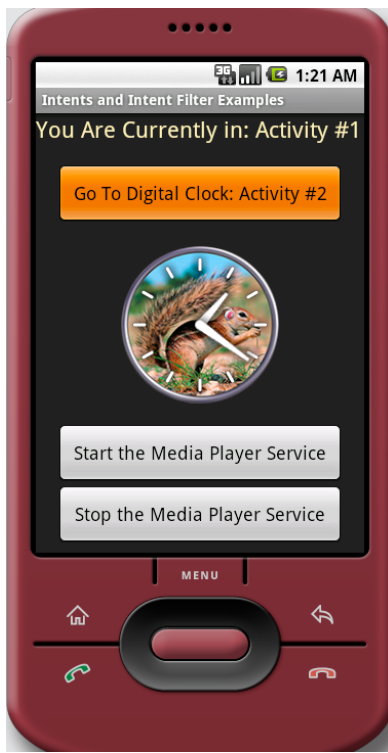 3G 1:21 AM
Intents and Intent Filter Examples
You Are Currently in: Activity #1
Go To Digital Clock: Activity #2
Start the Media Player Service
Stop the Media Player Service
MENU